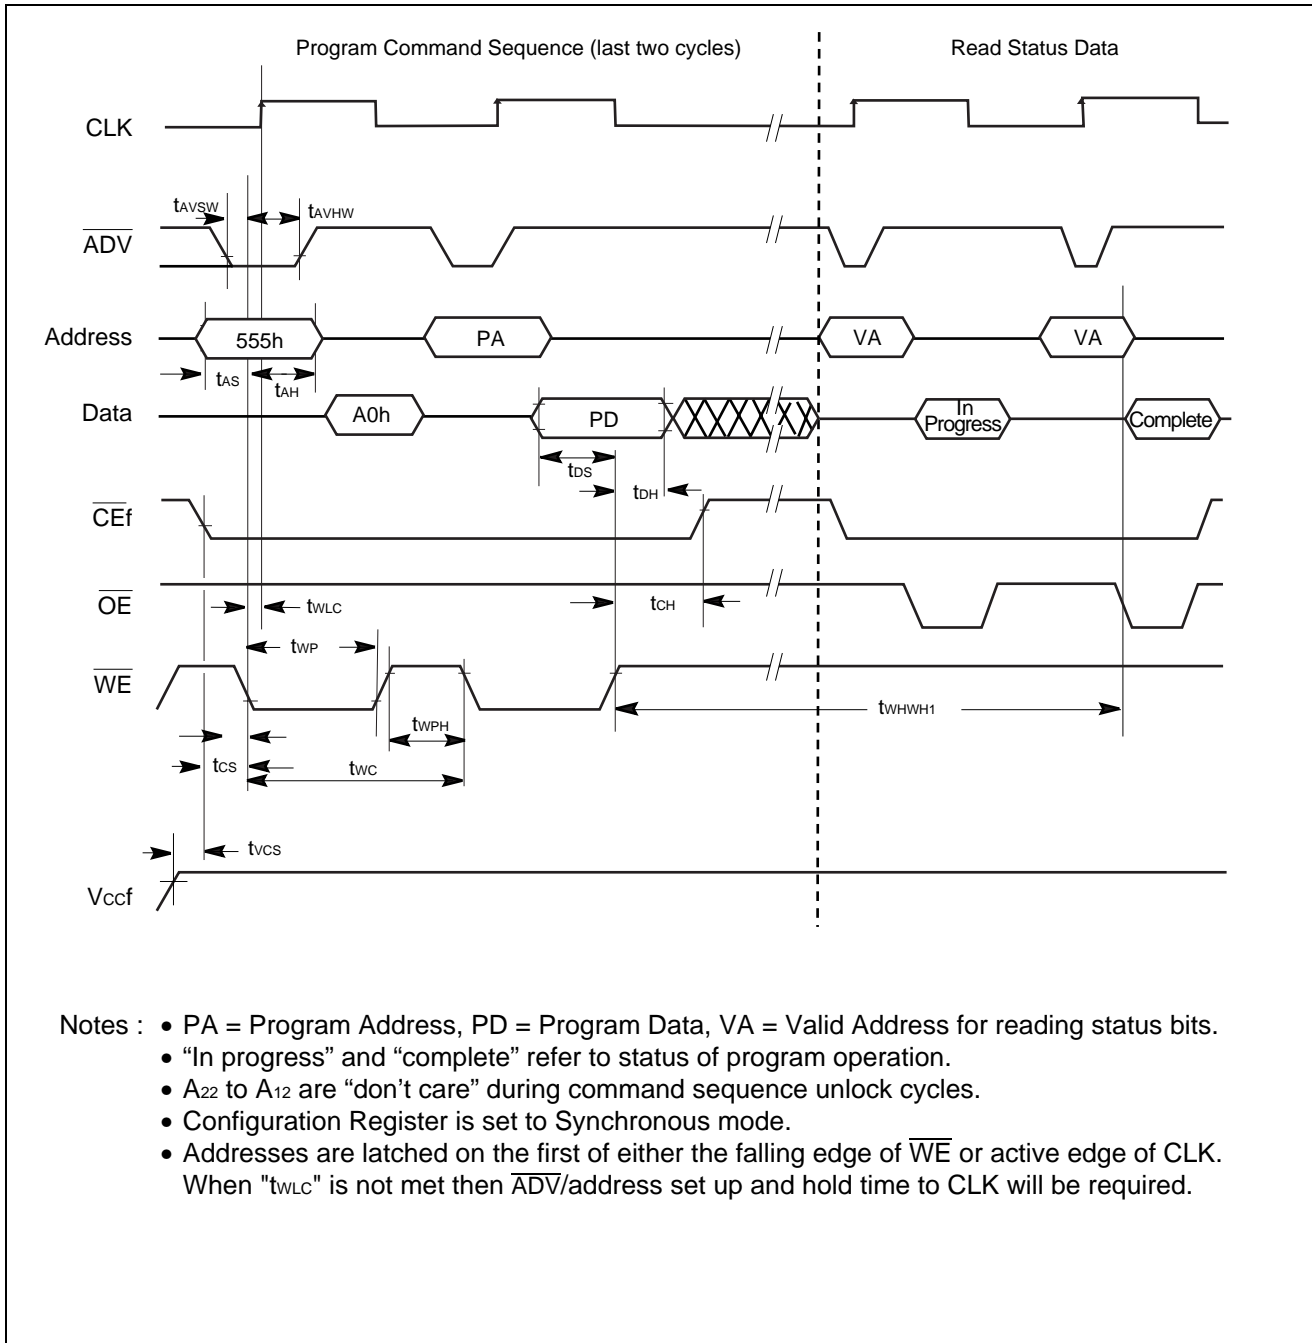 Program Command Sequence (last two cycles) Read Status Data
CLK
tAVSW tAVHW
ADV
Address 555h PA VA VA
tAS tAH
Data A0h PD In Progress Complete
tDS
tDH
CEf
OE tWLC tCH
tWP
WE
tWHWH1
tWPH
tCS tWC
tVCS
VCCf
Notes : • PA = Program Address, PD = Program Data, VA = Valid Address for reading status bits.
• “In progress” and “complete” refer to status of program operation.
• A22 to A12 are “don’t care” during command sequence unlock cycles.
• Configuration Register is set to Synchronous mode.
• Addresses are latched on the first of either the falling edge of WE or active edge of CLK.
When "tWLC" is not met then ADV/address set up and hold time to CLK will be required.